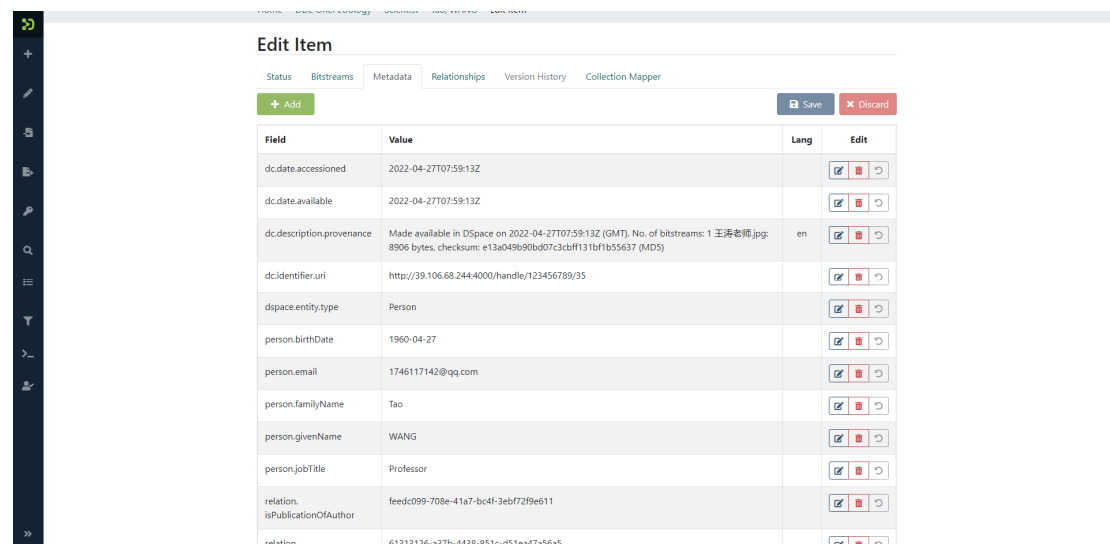 Edit Item
Status Bitstreams Metadata Relationships Version History Collection Mapper
+ Add Save × Discard
Field Value Lang Edit
dc.date.accessioned 2022-04-27T07:59:13Z
dc.date.available 2022-04-27T07:59:13Z
dc.description.provenance Made available in DSpace on 2022-04-27T07:59:13Z (GMT). No. of bitstreams: 1 王涛老师.jpg: en
8906 bytes, checksum: e13a049b90bd07c3cbff131bf1b55637 (MD5)
dc.identifier.uri http://39.106.68.244:4000/handle/123456789/35
dspace.entity.type Person
person.birthDate 1960-04-27
person.email 1746117142@qq.com
person.familyName Tao
person.givenName WANG
person.jobTitle Professor
relation. feedc099-708e-41a7-bc4f-3ebf72f9e611
isPublicationOfAuthor
relation